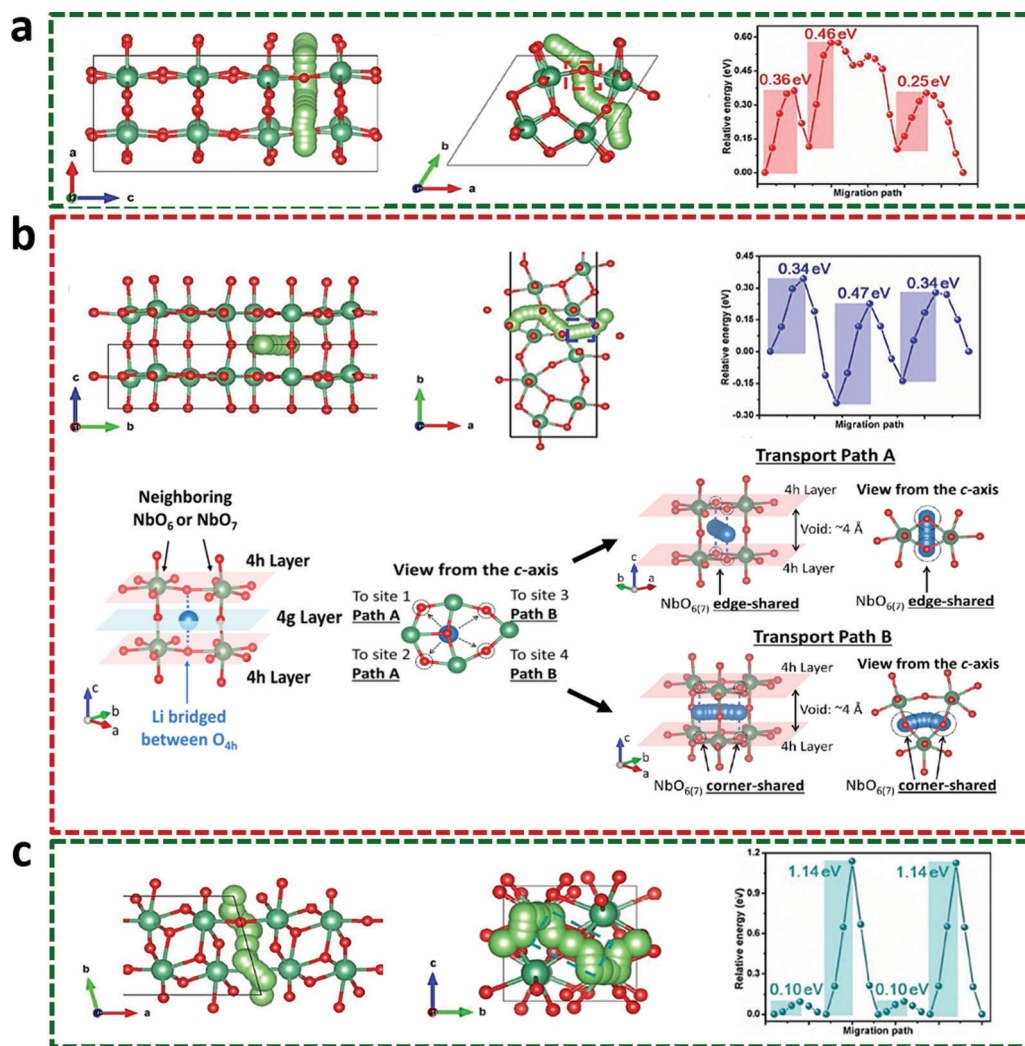 a
a
c
b
b
a
c
Relative energy (eV)
0.60
0.45
0.30
0.15
0.00
0.36 eV
0.46 eV
0.25 eV
Migration path
b
c
a
b
b
c
a
Relative energy (eV)
0.45
0.30
0.15
0.00
-0.15
-0.30
0.34 eV
0.47 eV
0.34 eV
Migration path
Neighboring
NbO6 or NbO7
4h Layer
4g Layer
4h Layer
Li bridged
between O4h
c
b
a
View from the c-axis
To site 1
Path A
To site 3
Path B
To site 2
Path A
To site 4
Path B
Transport Path A
4h Layer
Void: ~4 Å
4h Layer
View from the c-axis
c
b
a
NbO6(7) edge-shared
NbO6(7) edge-shared
Transport Path B
4h Layer
Void: ~4 Å
4h Layer
View from the c-axis
c
b
a
NbO6(7) corner-shared
NbO6(7) corner-shared
c
b
a
c
b
Relative energy (eV)
1.2
0.9
0.6
0.3
0.0
0.10 eV
1.14 eV
0.10 eV
1.14 eV
Migration path